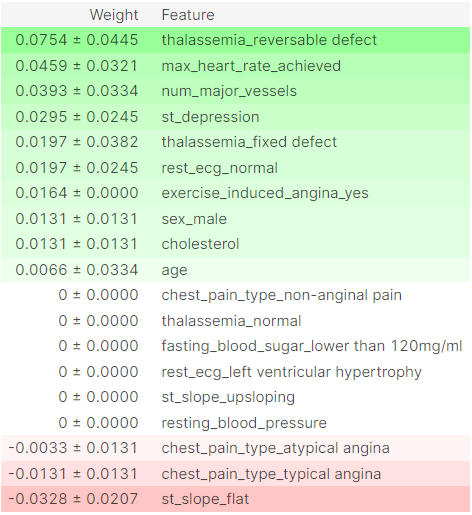 Weight Feature
0.0754 ± 0.0445 thalassemia_reversable defect
0.0459 ± 0.0321 max_heart_rate_achieved
0.0393 ± 0.0334 num_major_vessels
0.0295 ± 0.0245 st_depression
0.0197 ± 0.0382 thalassemia_fixed defect
0.0197 ± 0.0245 rest_ecg_normal
0.0164 ± 0.0000 exercise_induced_angina_yes
0.0131 ± 0.0131 sex_male
0.0131 ± 0.0131 cholesterol
0.0066 ± 0.0334 age
0 ± 0.0000 chest_pain_type_non-anginal pain
0 ± 0.0000 thalassemia_normal
0 ± 0.0000 fasting_blood_sugar_lower than 120mg/ml
0 ± 0.0000 rest_ecg_left ventricular hypertrophy
0 ± 0.0000 st_slope_upsloping
0 ± 0.0000 resting_blood_pressure
-0.0033 ± 0.0131 chest_pain_type_atypical angina
-0.0131 ± 0.0131 chest_pain_type_typical angina
-0.0328 ± 0.0207 st_slope_flat